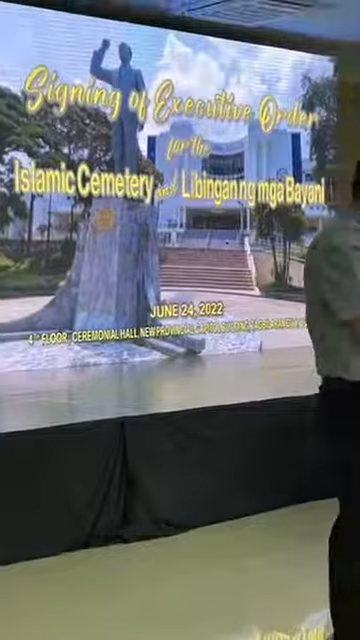 Signing of Executive Order
for the
Islamic Cemetery and Libingan ng mga Bayani
JUNE 24, 2022
4TH FLOOR, CEREMONIAL HALL NEW PROVINCIAL CAPITOL BUILDING